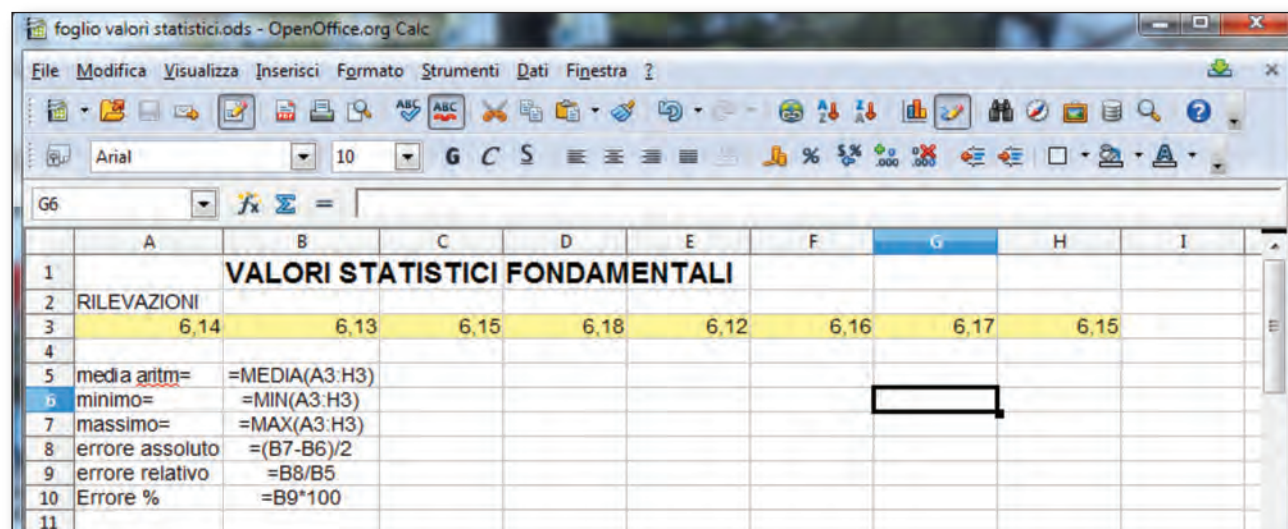 foglio valori statistici.ods - OpenOffice.org Calc
File Modifica Visualizza Inserisci Formato Strumenti Dati Finestra ?
Arial 10 G C S
G6 fx Σ =
A B C D E F G H I
1 VALORI STATISTICI FONDAMENTALI
2 RILEVAZIONI
3 6,14 6,13 6,15 6,18 6,12 6,16 6,17 6,15
4
5 media aritm= =MEDIA(A3:H3)
6 minimo= =MIN(A3:H3)
7 massimo= =MAX(A3:H3)
8 errore assoluto =(B7-B6)/2
9 errore relativo =B8/B5
10 Errore % =B9*100
11